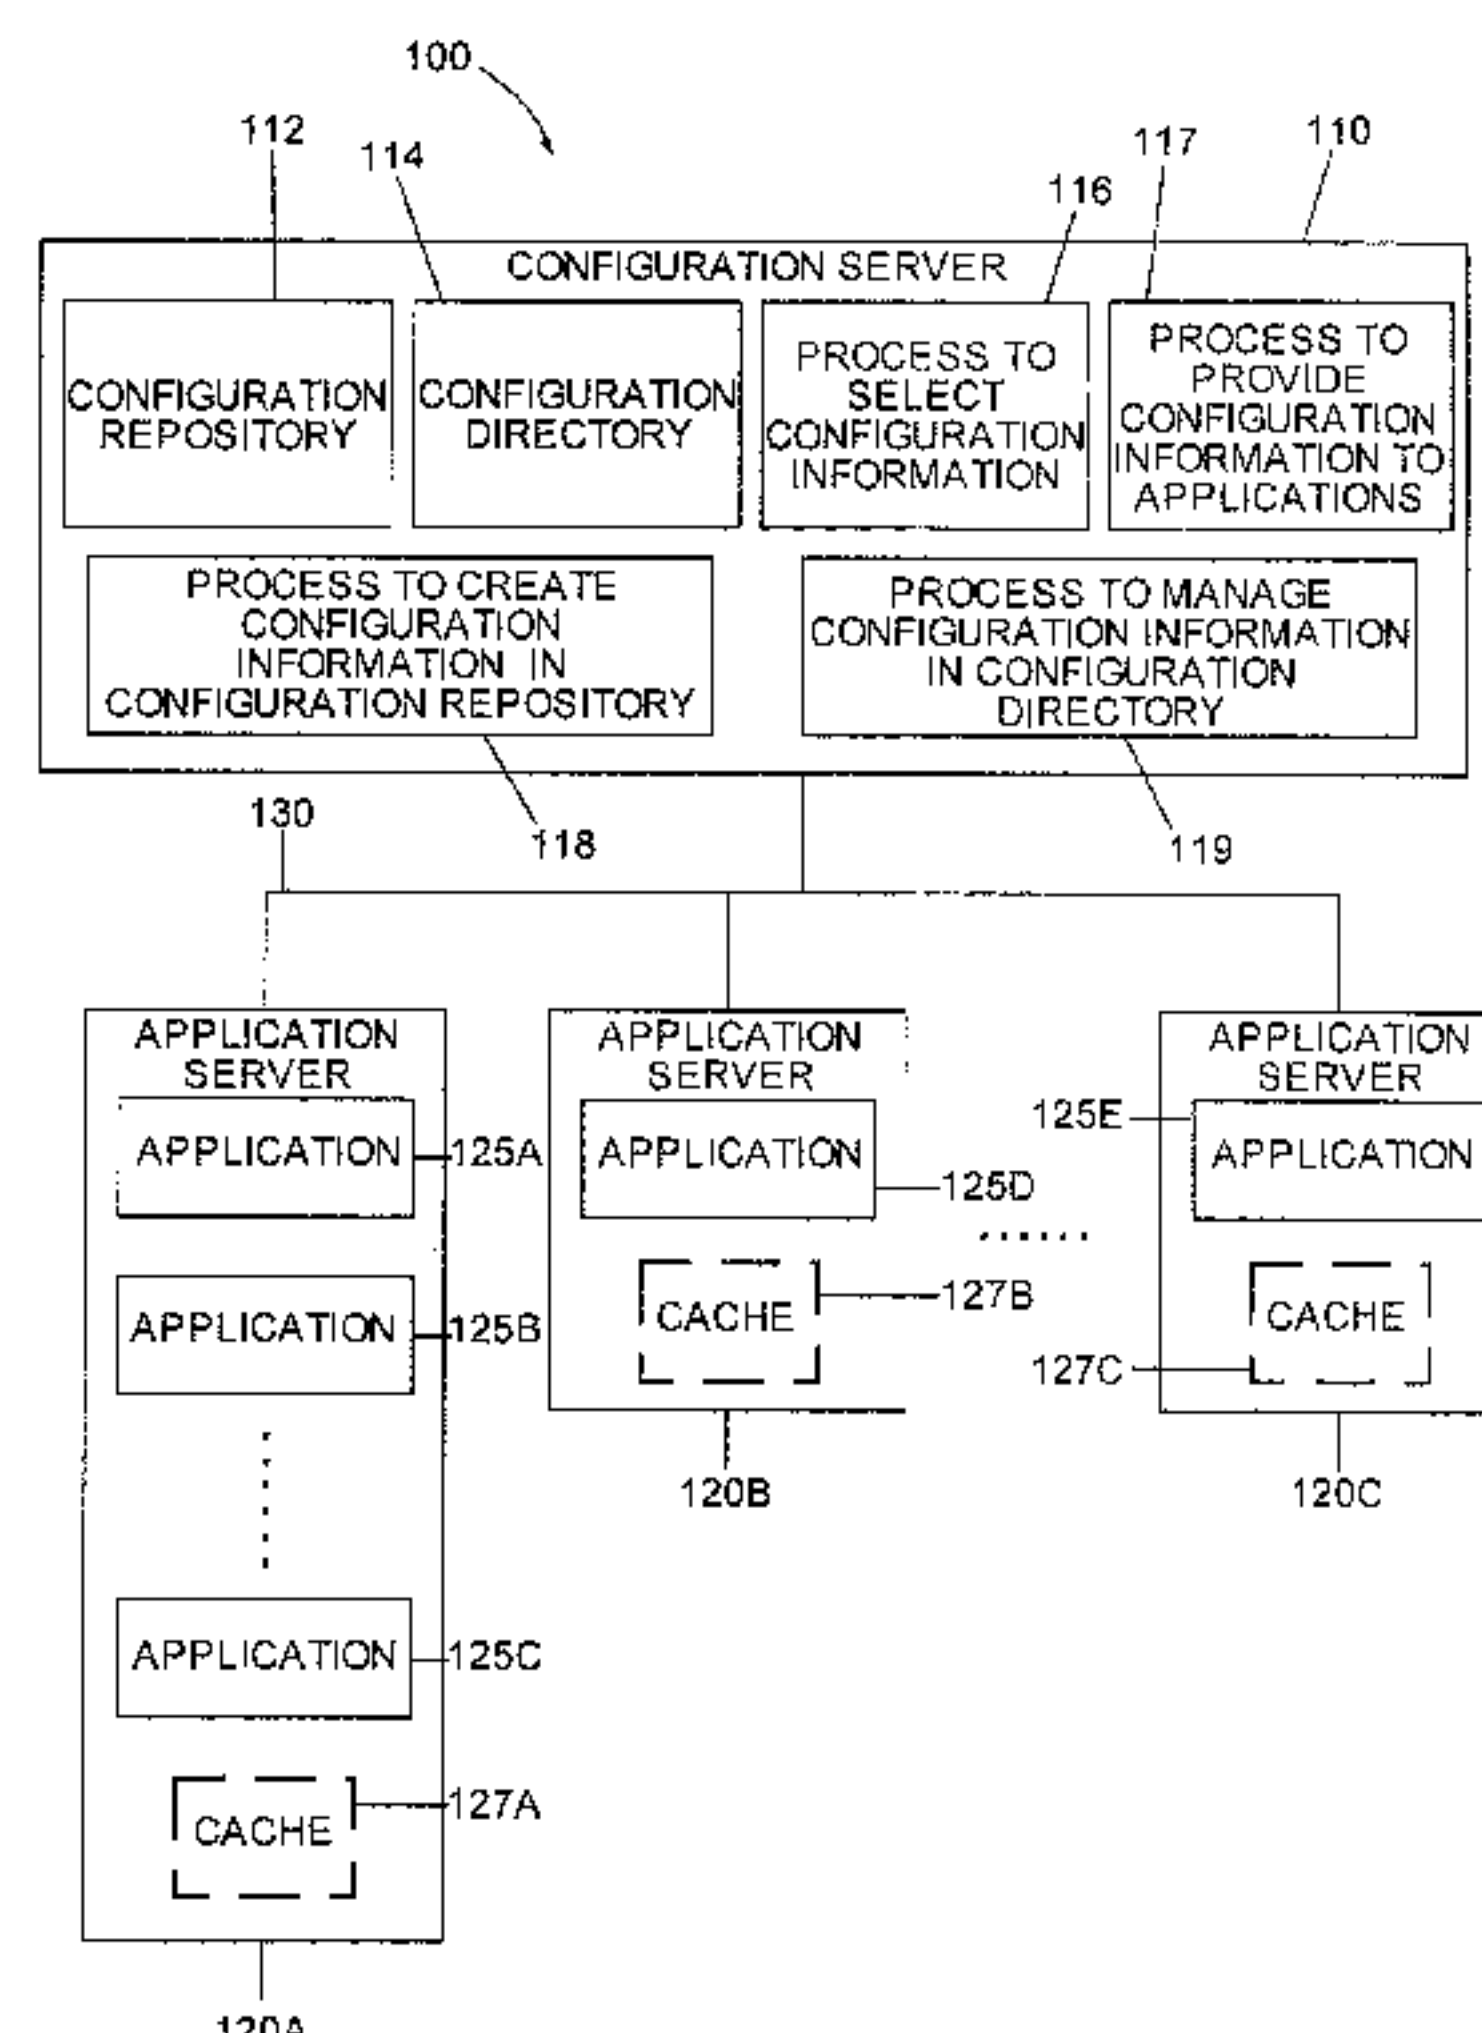 100
112
114
116
117
110
CONFIGURATION SERVER
CONFIGURATION
REPOSITORY
CONFIGURATION
DIRECTORY
PROCESS TO
SELECT
CONFIGURATION
INFORMATION
PROCESS TO
PROVIDE
CONFIGURATION
INFORMATION TO
APPLICATIONS
PROCESS TO CREATE
CONFIGURATION
INFORMATION IN
CONFIGURATION REPOSITORY
PROCESS TO MANAGE
CONFIGURATION INFORMATION
IN CONFIGURATION
DIRECTORY
130
118
119
APPLICATION
SERVER
APPLICATION
125A
APPLICATION
125B
APPLICATION
125C
CACHE
127A
120A
APPLICATION
SERVER
APPLICATION
125D
CACHE
127B
120B
APPLICATION
SERVER
125E
APPLICATION
CACHE
127C
120C